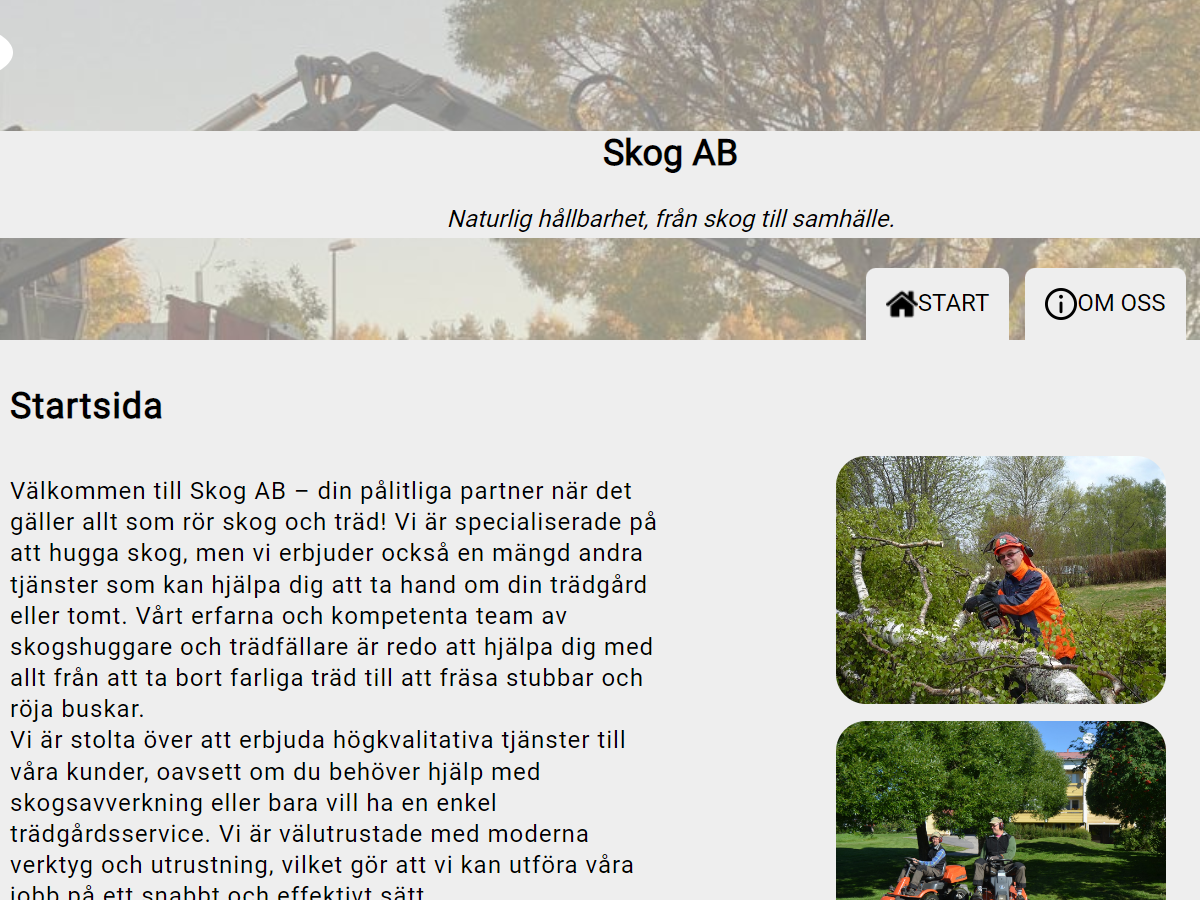 Skog AB
Naturlig hållbarhet, från skog till samhälle.
START
OM OSS
Startsida
Välkommen till Skog AB – din pålitliga partner när det
gäller allt som rör skog och träd! Vi är specialiserade på
att hugga skog, men vi erbjuder också en mängd andra
tjänster som kan hjälpa dig att ta hand om din trädgård
eller tomt. Vårt erfarna och kompetenta team av
skogshuggare och trädfällare är redo att hjälpa dig med
allt från att ta bort farliga träd till att fräsa stubbar och
röja buskar.
Vi är stolta över att erbjuda högkvalitativa tjänster till
våra kunder, oavsett om du behöver hjälp med
skogsavverkning eller bara vill ha en enkel
trädgårdsservice. Vi är välutrustade med moderna
verktyg och utrustning, vilket gör att vi kan utföra våra
jobb på ett snabbt och effektivt sätt.